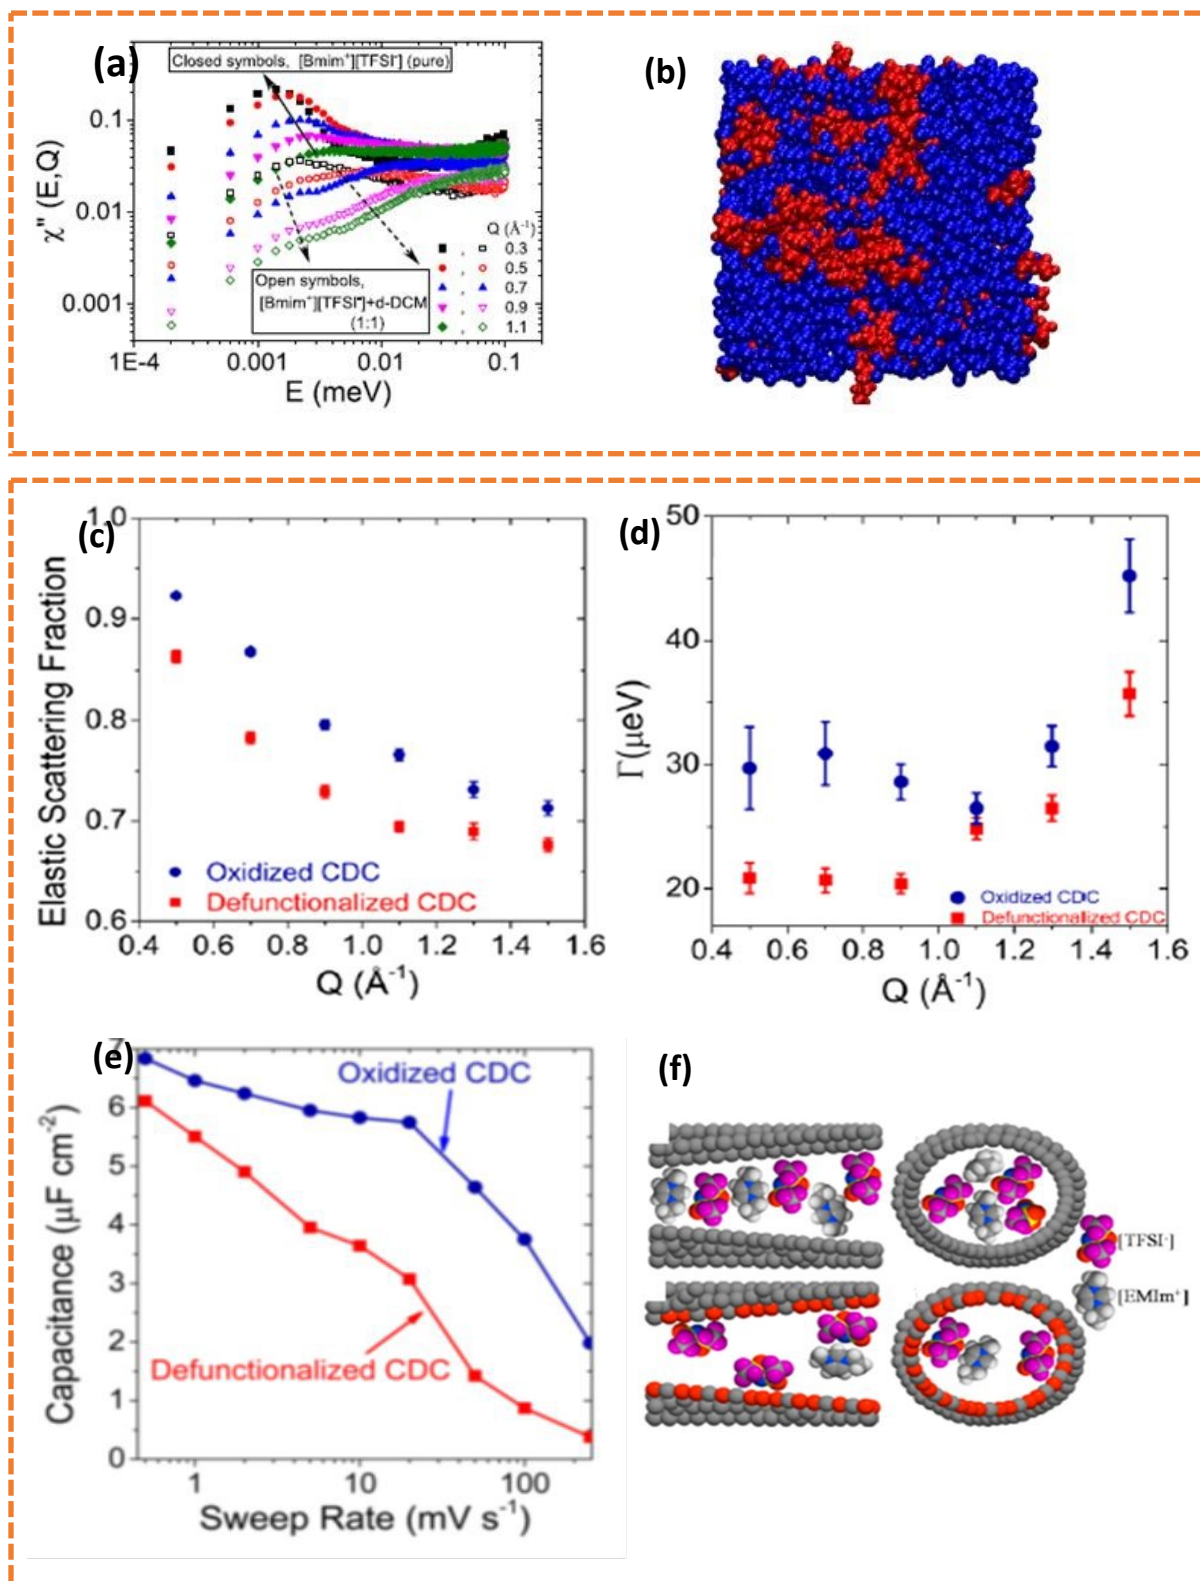 (a)
Closed symbols, [Bmim⁺][TFSI⁻] (pure)
0.1
0.01
0.001
χ" (E,Q)
Q (Å⁻¹)
0.3
0.5
0.7
0.9
1.1
Open symbols,
[Bmim⁺][TFSI⁻]+d-DCM
(1:1)
1E-4 0.001 0.01 0.1
E (meV)
(b)
(c)
1.0
0.9
0.8
0.7
0.6
Elastic Scattering Fraction
Oxidized CDC
Defunctionalized CDC
0.4 0.6 0.8 1.0 1.2 1.4 1.6
Q (Å⁻¹)
(d)
50
40
30
20
Γ(μeV)
Oxidized CDC
Defunctionalized CDC
0.4 0.6 0.8 1.0 1.2 1.4 1.6
Q (Å⁻¹)
(e)
7
6
5
4
3
2
1
0
Capacitance (μF cm⁻²)
Oxidized CDC
Defunctionalized CDC
1 10 100
Sweep Rate (mV s⁻¹)
(f)
[TFSI⁻]
[EMIm⁺]